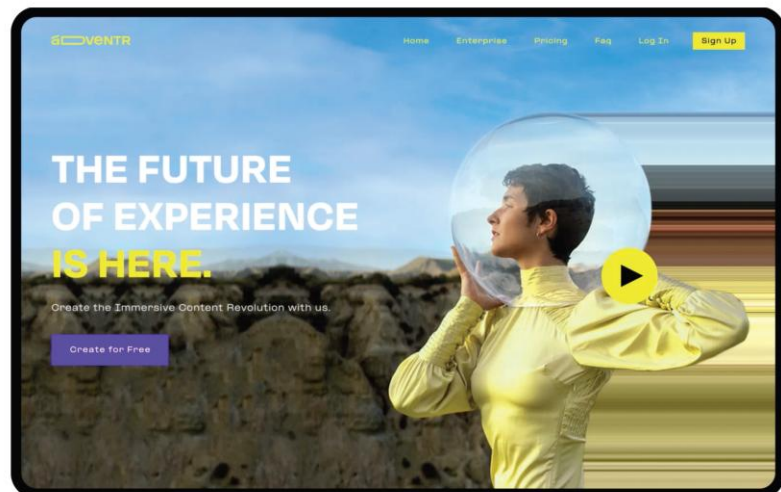 adventr
Home Enterprise Pricing Faq Log In Sign Up
THE FUTURE
OF EXPERIENCE
IS HERE.
Create the Immersive Content Revolution with us.
Create for Free